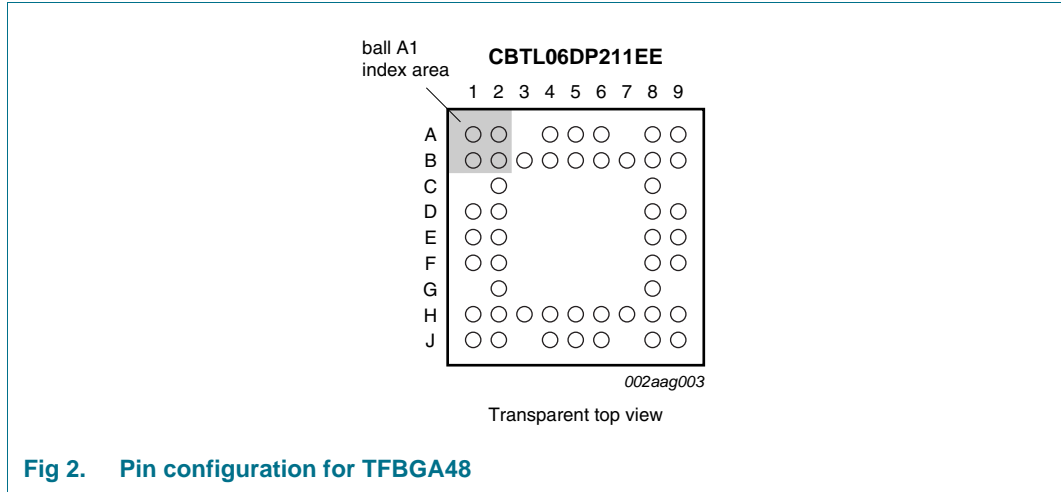 ball A1
index area
CBTL06DP211EE
1 2 3 4 5 6 7 8 9
A
B
C
D
E
F
G
H
J
002aag003
Transparent top view
Fig 2. Pin configuration for TFBGA48